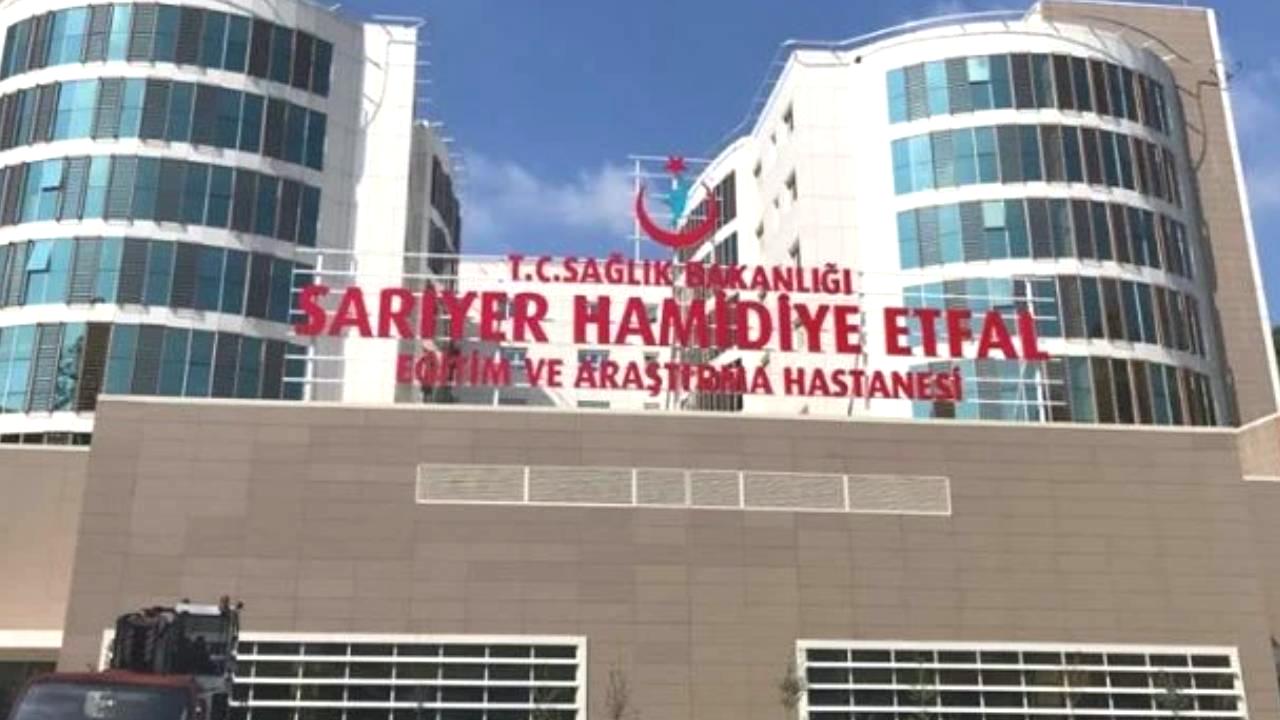 T.C.SAĞLIK BAKANLIĞI
SARIYER HAMİDİYE ETFAL
EĞİTİM VE ARAŞTIRMA HASTANESİ